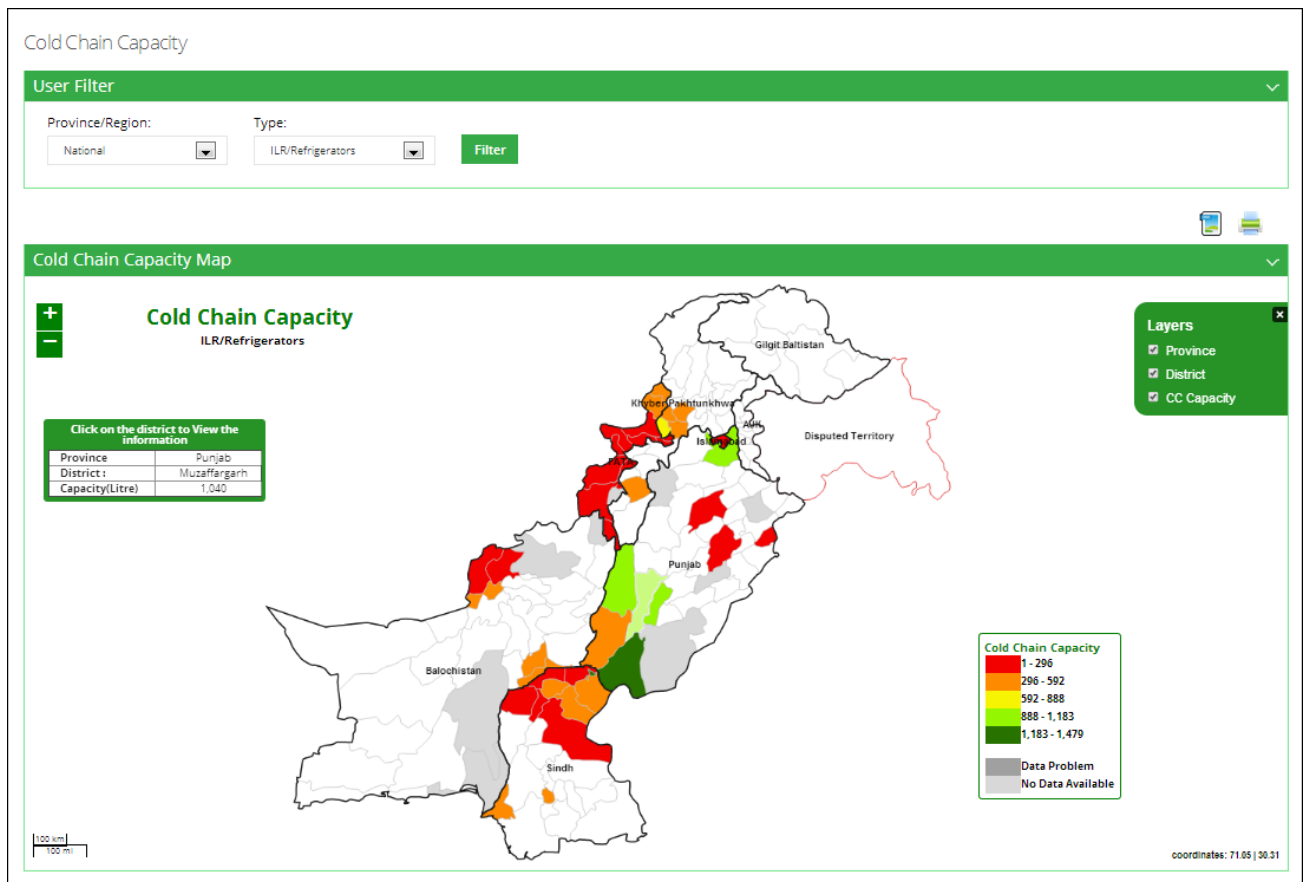 Cold Chain Capacity
User Filter
Province/Region:
Type:
National
ILR/Refrigerators
Filter
Cold Chain Capacity Map
+
−
Cold Chain Capacity
ILR/Refrigerators
Layers
Province
District
CC Capacity
Click on the district to View the
information
Province Punjab
District : Muzaffargarh
Capacity(Litre) 1,040
Gilgit Baltistan
Khyber Pakhtunkhwa
AJK
Islamabad
Disputed Territory
FATA
Punjab
Balochistan
Sindh
Cold Chain Capacity
1 - 296
296 - 592
592 - 888
888 - 1,183
1,183 - 1,479
Data Problem
No Data Available
100 km
100 mi
coordinates: 71.05 | 30.31